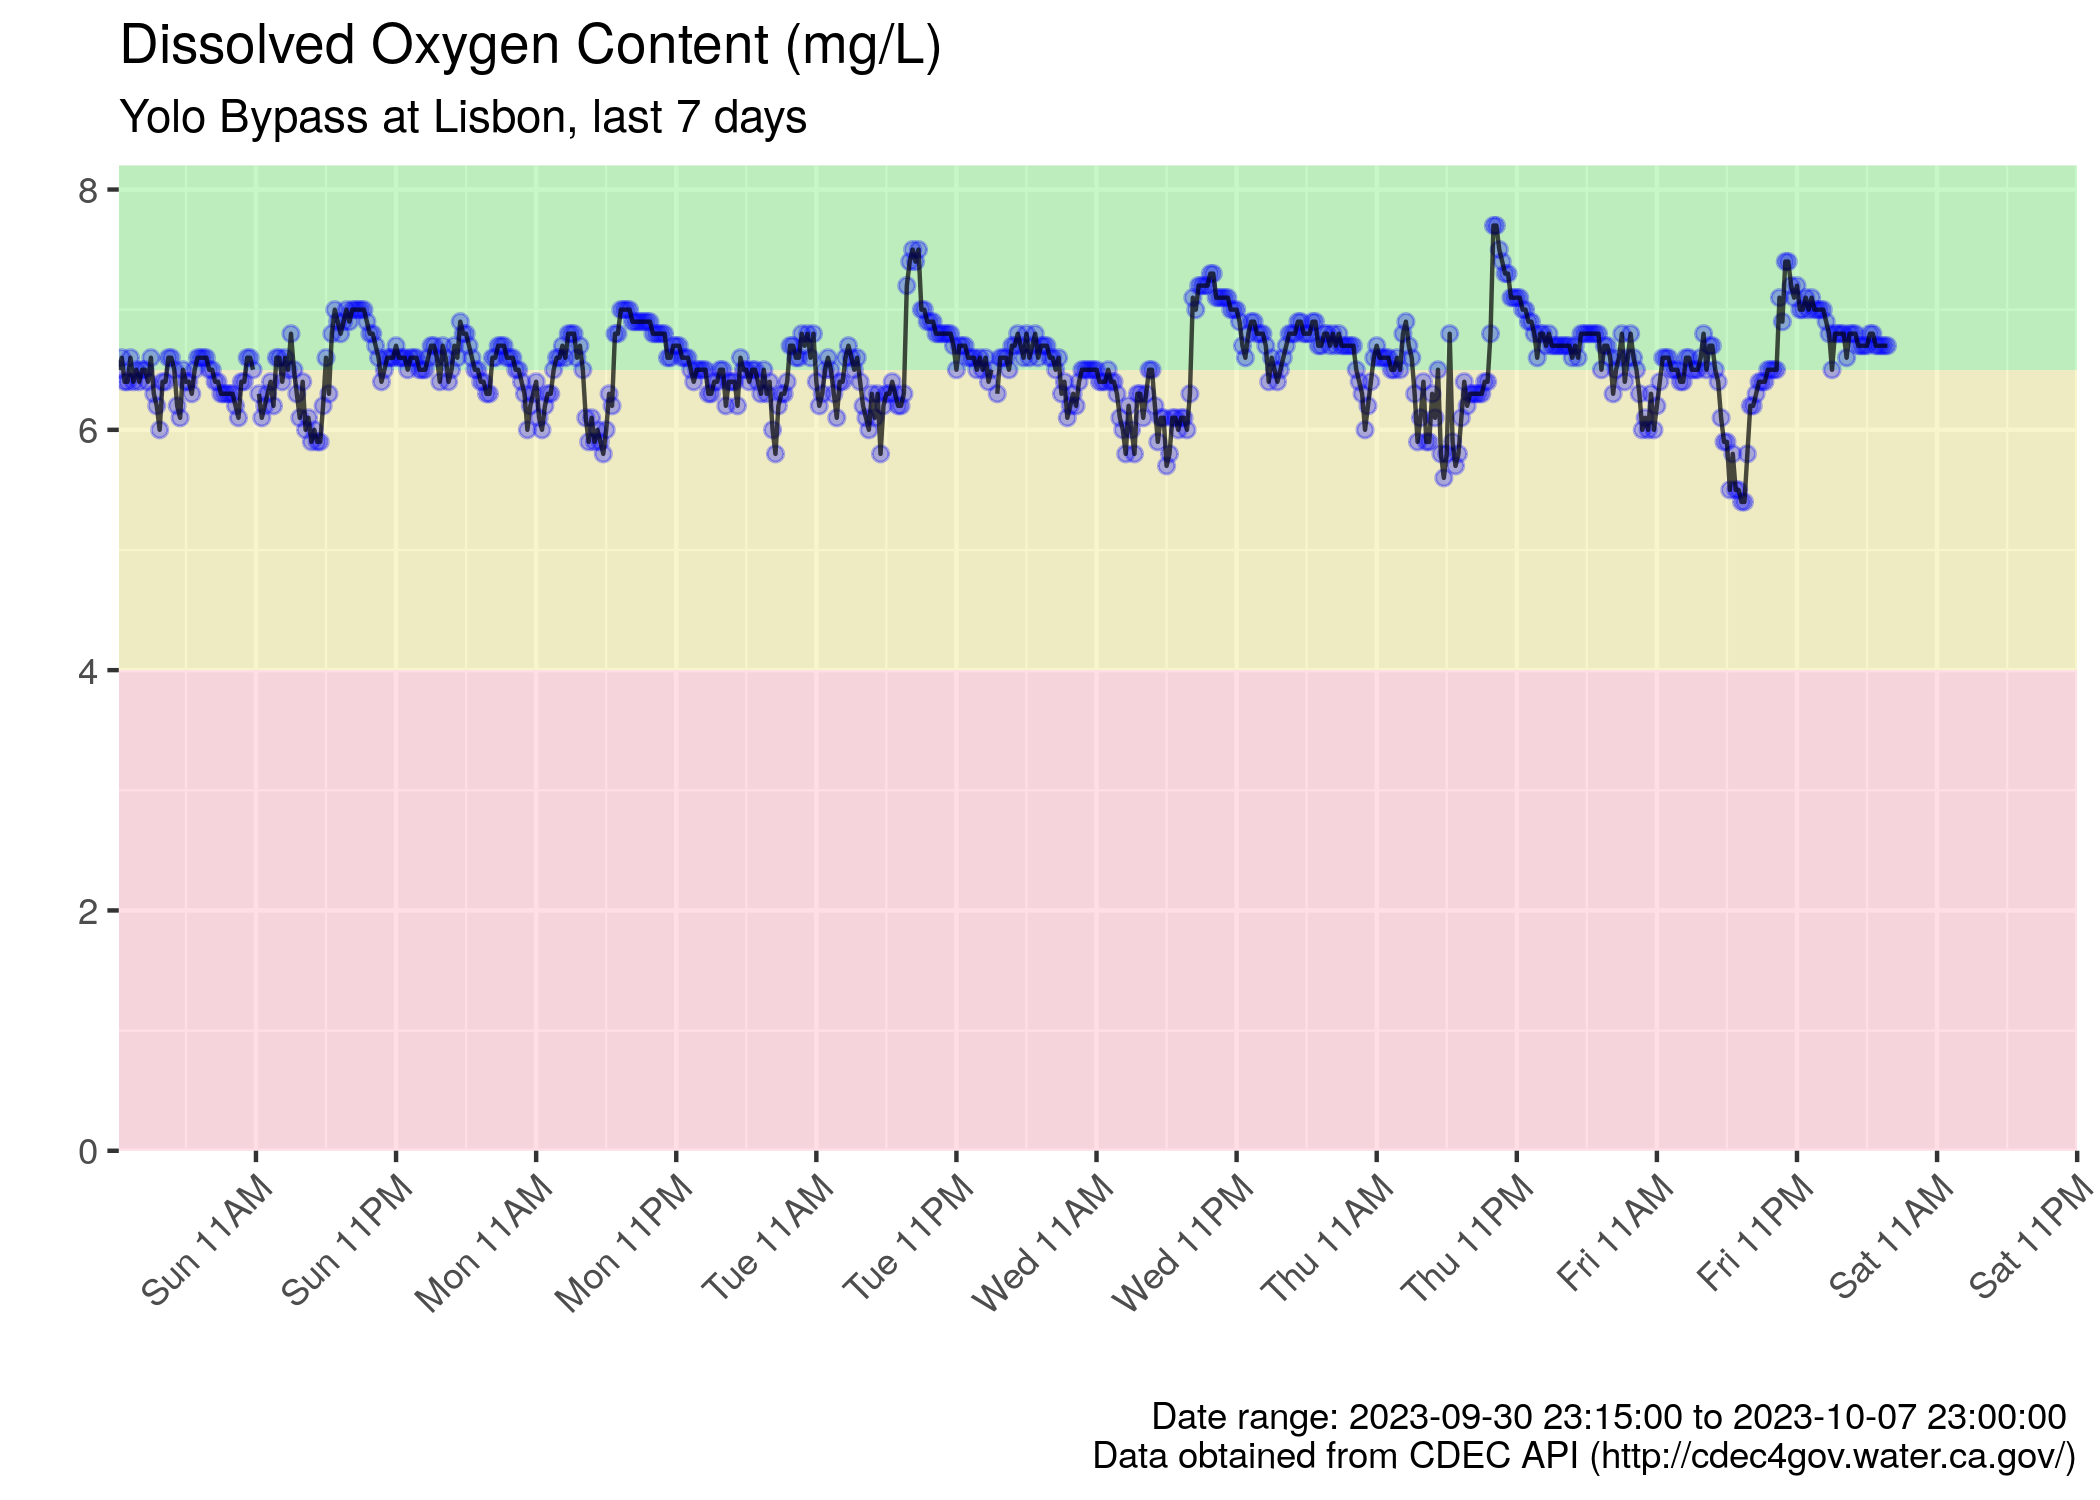 Dissolved Oxygen Content (mg/L)
Yolo Bypass at Lisbon, last 7 days
8
6
4
2
0
Sun 11AM
Sun 11PM
Mon 11AM
Mon 11PM
Tue 11AM
Tue 11PM
Wed 11AM
Wed 11PM
Thu 11AM
Thu 11PM
Fri 11AM
Fri 11PM
Sat 11AM
Sat 11PM
Date range: 2023-09-30 23:15:00 to 2023-10-07 23:00:00
Data obtained from CDEC API (http://cdec4gov.water.ca.gov/)